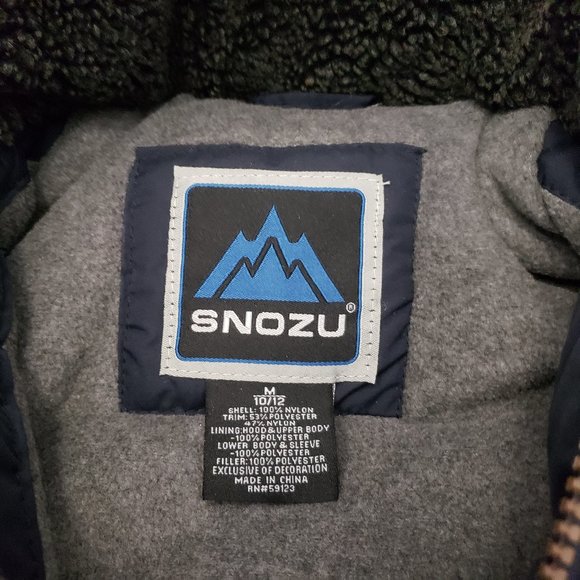 SNOZU®
M
10/12
SHELL: 100% NYLON
TRIM: 53% POLYESTER
47% NYLON
LINING:HOOD & UPPER BODY
-100% POLYESTER
LOWER BODY & SLEEVE
-100% POLYESTER
FILLER: 100% POLYESTER
EXCLUSIVE OF DECORATION
MADE IN CHINA
RN#59123